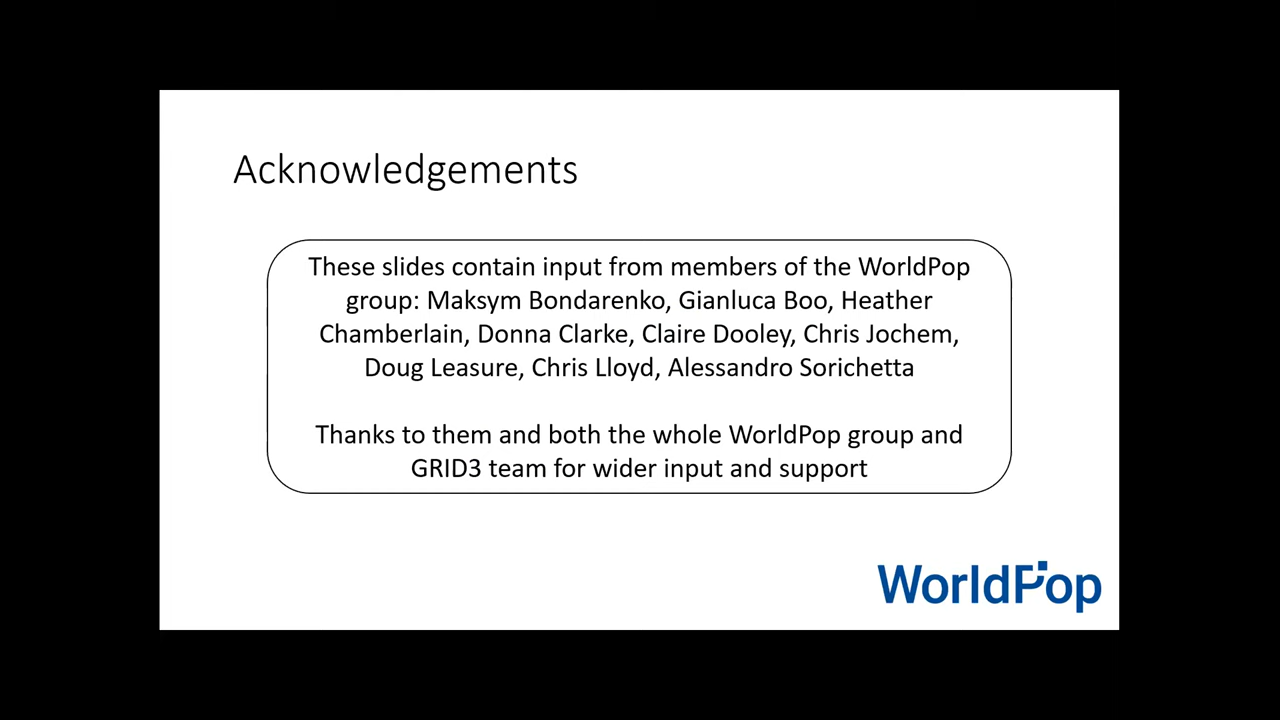 Acknowledgements
These slides contain input from members of the WorldPop
group: Maksym Bondarenko, Gianluca Boo, Heather
Chamberlain, Donna Clarke, Claire Dooley, Chris Jochem,
Doug Leasure, Chris Lloyd, Alessandro Sorichetta
Thanks to them and both the whole WorldPop group and
GRID3 team for wider input and support
WorldPop